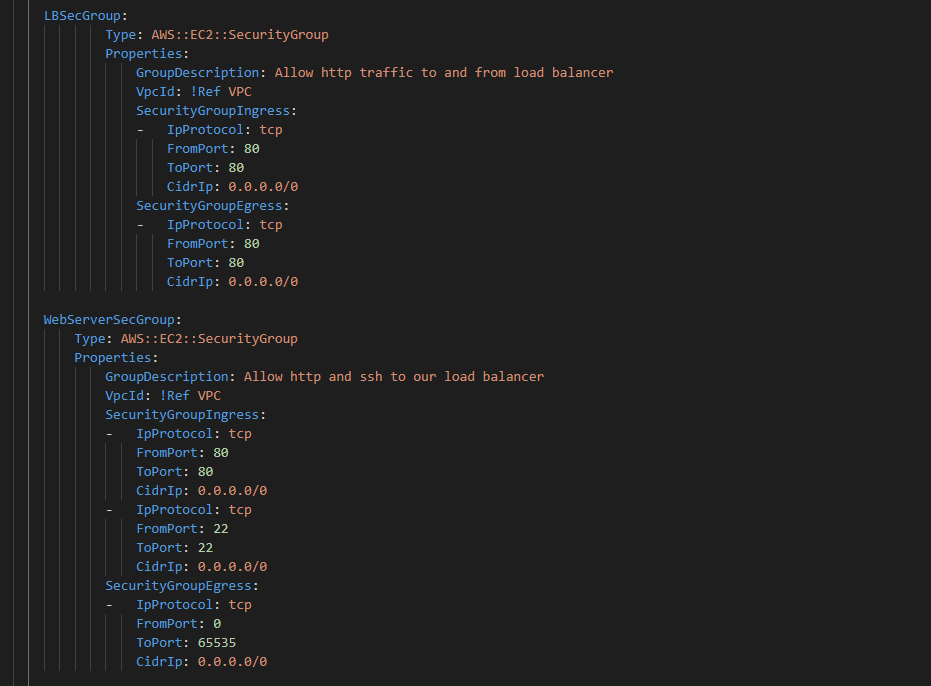 LBSecGroup:
Type: AWS::EC2::SecurityGroup
Properties:
GroupDescription: Allow http traffic to and from load balancer
VpcId: !Ref VPC
SecurityGroupIngress:
- IpProtocol: tcp
FromPort: 80
ToPort: 80
CidrIp: 0.0.0.0/0
SecurityGroupEgress:
- IpProtocol: tcp
FromPort: 80
ToPort: 80
CidrIp: 0.0.0.0/0
WebServerSecGroup:
Type: AWS::EC2::SecurityGroup
Properties:
GroupDescription: Allow http and ssh to our load balancer
VpcId: !Ref VPC
SecurityGroupIngress:
- IpProtocol: tcp
FromPort: 80
ToPort: 80
CidrIp: 0.0.0.0/0
- IpProtocol: tcp
FromPort: 22
ToPort: 22
CidrIp: 0.0.0.0/0
SecurityGroupEgress:
- IpProtocol: tcp
FromPort: 0
ToPort: 65535
CidrIp: 0.0.0.0/0